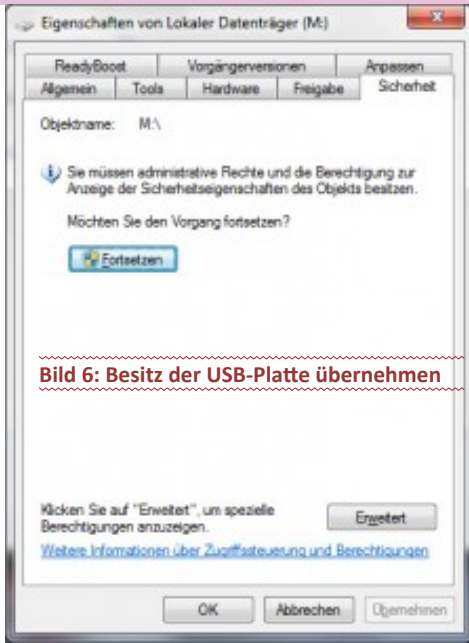 Eigenschaften von Lokaler Datenträger (M:)
ReadyBoost Vorgängerversionen Anpassen
Allgemein Tools Hardware Freigabe Sicherheit
Objektname: M:\
Sie müssen administrative Rechte und die Berechtigung zur
Anzeige der Sicherheitseigenschaften des Objekts besitzen.
Möchten Sie den Vorgang fortsetzen?
Fortsetzen
Bild 6: Besitz der USB-Platte übernehmen
Klicken Sie auf "Erweitert", um spezielle
Berechtigungen anzuzeigen.
Erweitert
Weitere Informationen über Zugriffssteuerung und Berechtigungen
OK Abbrechen Übernehmen